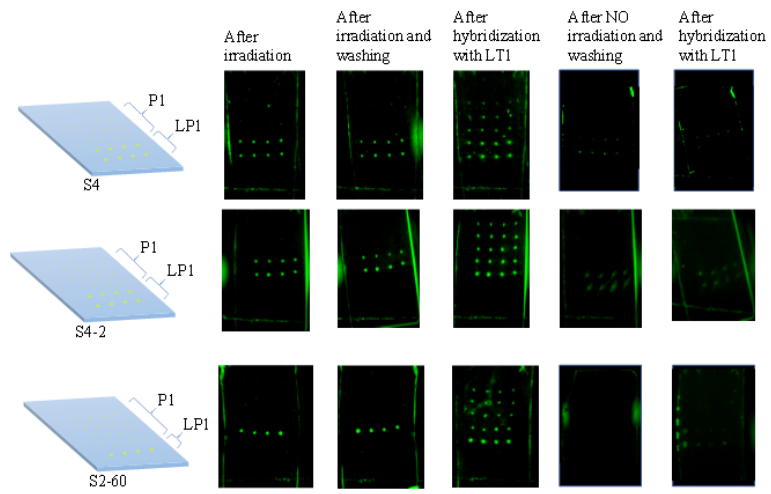 After
irradiation
After
irradiation and
washing
After
hybridization
with LT1
After NO
irradiation and
washing
After
hybridization
with LT1
P1
LP1
S4
P1
LP1
S4-2
P1
LP1
S2-60